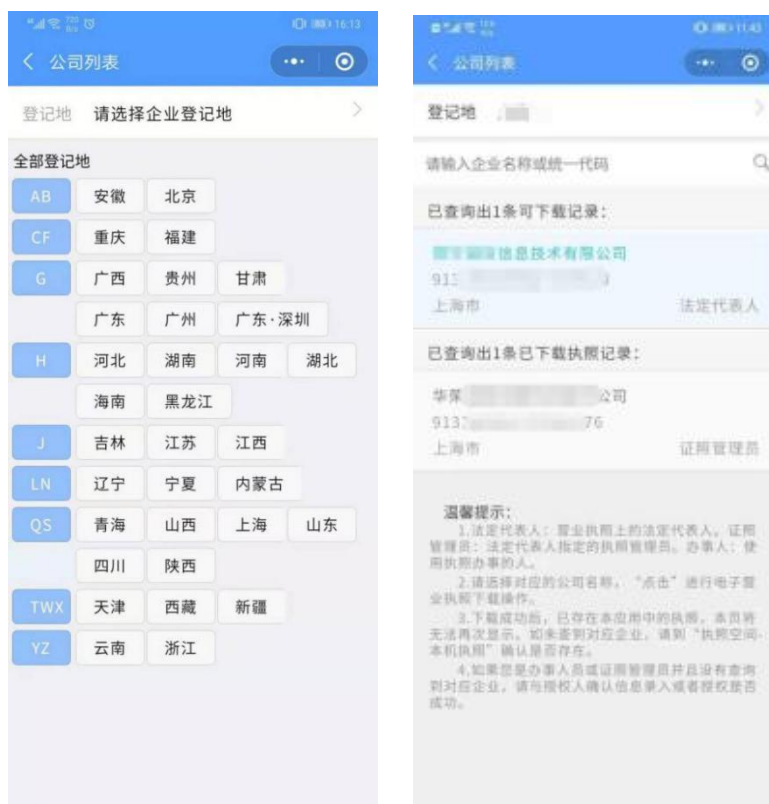 16:13
公司列表
登记地 请选择企业登记地
全部登记地
AB 安徽 北京
CF 重庆 福建
G 广西 贵州 甘肃
广东 广州 广东·深圳
H 河北 湖南 河南 湖北
海南 黑龙江
J 吉林 江苏 江西
LN 辽宁 宁夏 内蒙古
QS 青海 山西 上海 山东
四川 陕西
TWX 天津 西藏 新疆
YZ 云南 浙江
11:43
公司列表
登记地
请输入企业名称或统一代码
已查询出1条可下载记录:
信息技术有限公司
913
上海市 法定代表人
已查询出1条已下载执照记录:
华 公司
913 76
上海市 证照管理员
温馨提示:
1.法定代表人: 营业执照上的法定代表人。证照
管理员: 法定代表人指定的执照管理员。办事人: 使
用执照办事的人。
2.请选择对应的公司名称, “点击”进行电子营
业执照下载操作。
3.下载成功后, 已存在本应用中的执照, 本页将
无法再次显示。如未查到对应企业, 请到“执照空间-
本机执照”确认是否存在。
4.如果您是办事人员或证照管理员并且没有查询
到对应企业, 请与授权人确认信息录入或者授权是否
成功。